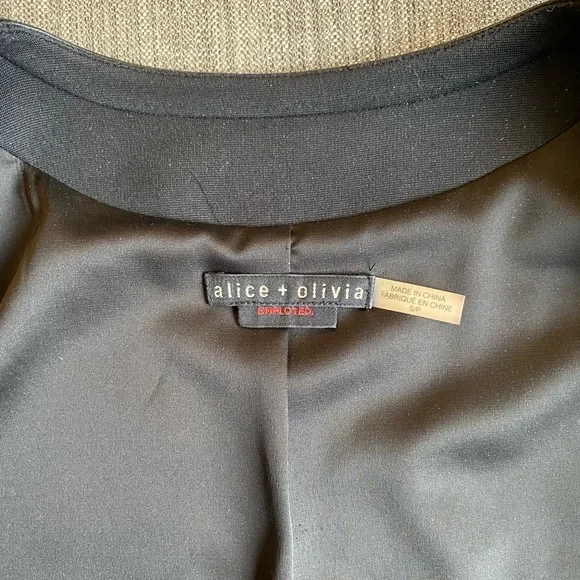 alice + olivia
EMPLOYED.
MADE IN CHINA
FABRIQUE EN CHINE
S/P